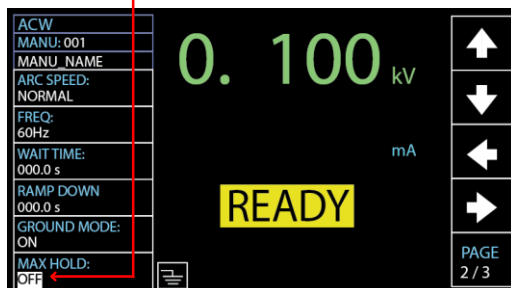 ACW
MANU: 001
MANU_NAME
ARC SPEED:
NORMAL
FREQ:
60Hz
WAIT TIME:
000.0 s
RAMP DOWN
000.0 s
GROUND MODE:
ON
MAX HOLD:
OFF
0. 100 kV
mA
READY
PAGE
2 / 3